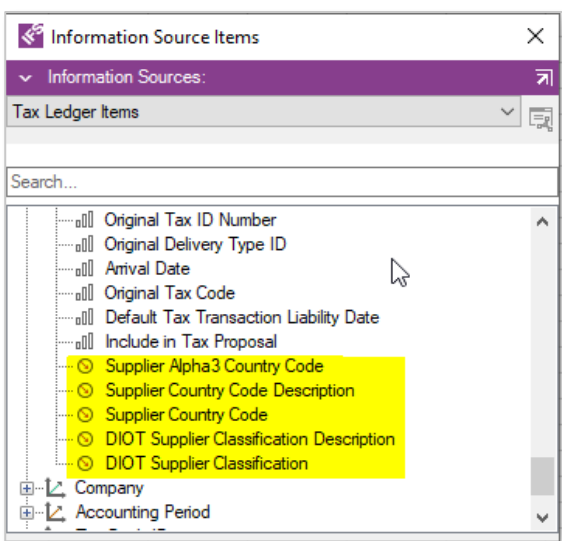 IFS Information Source Items
Information Sources:
Tax Ledger Items
Search...
Original Tax ID Number
Original Delivery Type ID
Arrival Date
Original Tax Code
Default Tax Transaction Liability Date
Include in Tax Proposal
Supplier Alpha3 Country Code
Supplier Country Code Description
Supplier Country Code
DIOT Supplier Classification Description
DIOT Supplier Classification
Company
Accounting Period